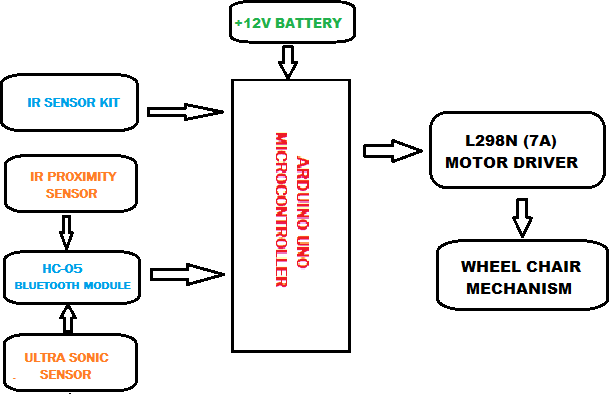 +12V BATTERY
IR SENSOR KIT
IR PROXIMITY
SENSOR
HC-05
BLUETOOTH MODULE
ULTRA SONIC
SENSOR
ARDUINO UNO
MICROCONTROLLER
L298N (7A)
MOTOR DRIVER
WHEEL CHAIR
MECHANISM